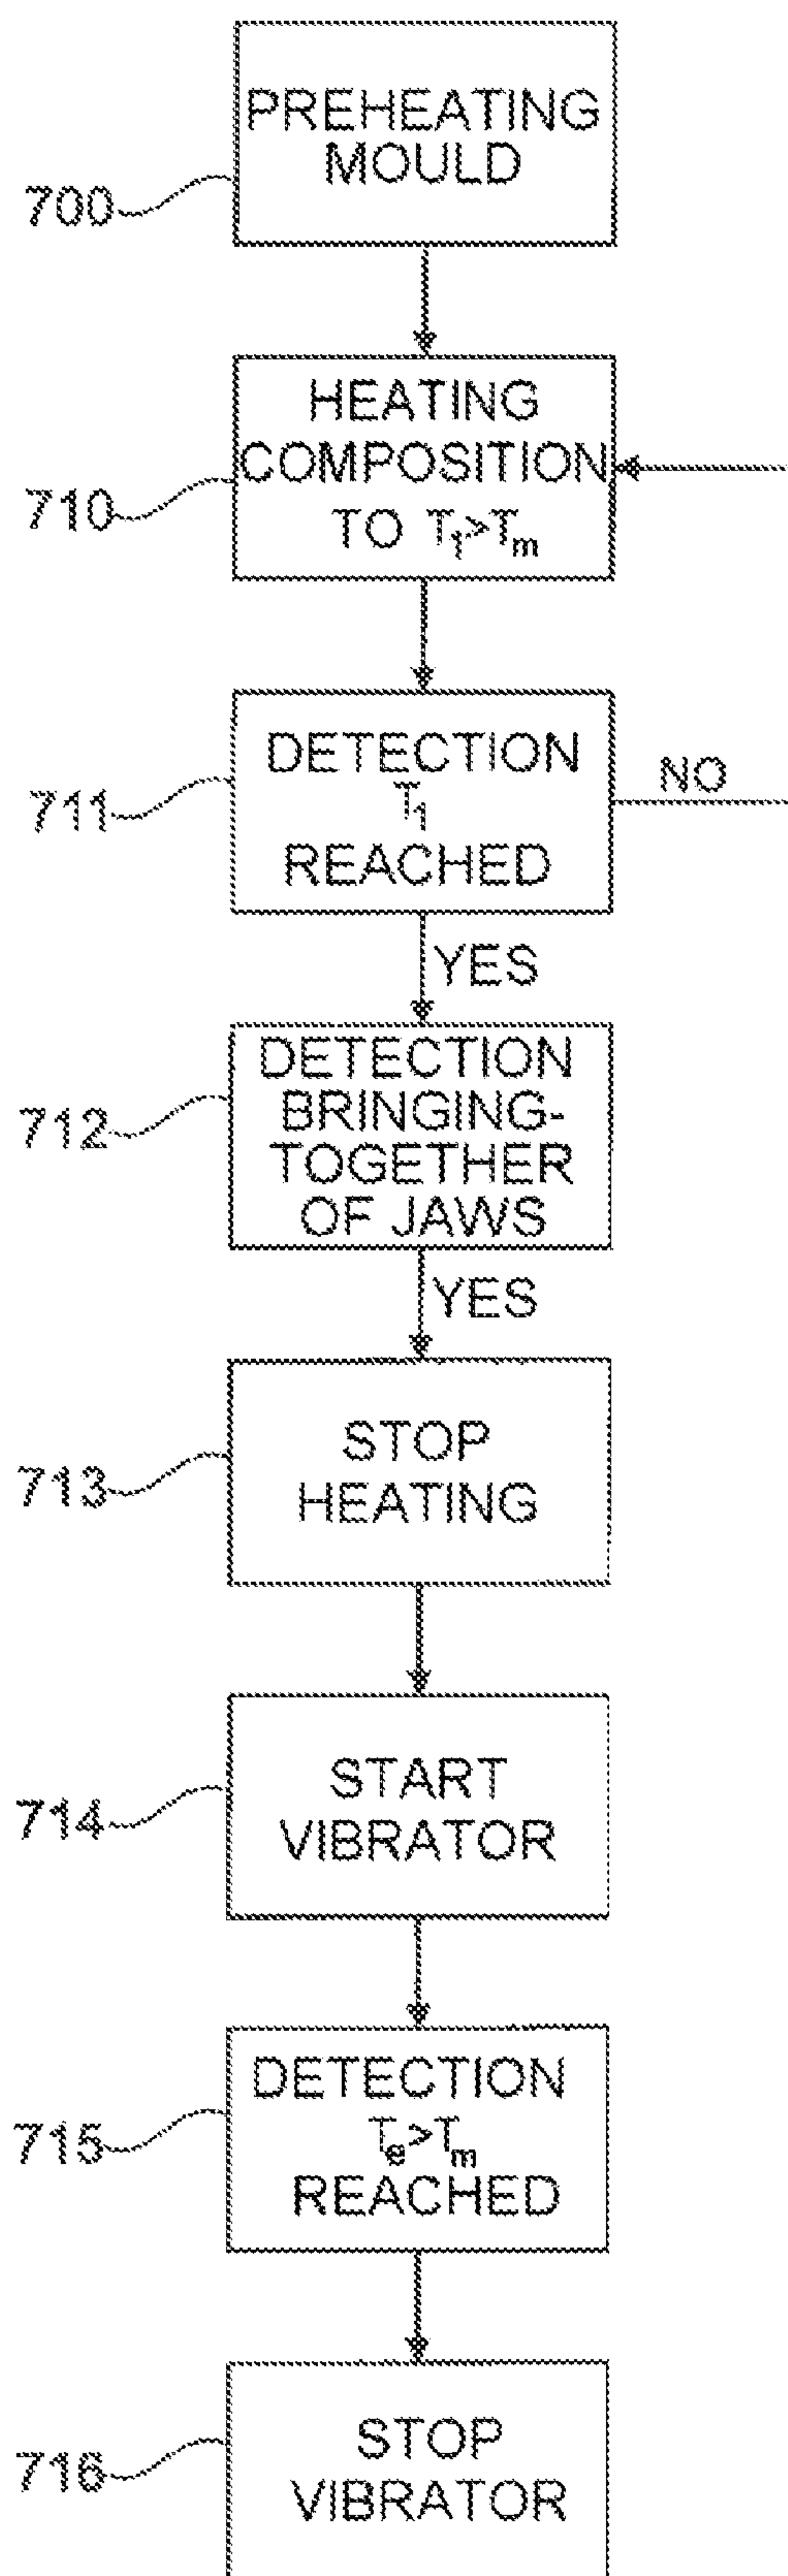 PREHEATING
MOULD
700
HEATING
COMPOSITION
TO T₁>Tₘ
710
DETECTION
T₁
REACHED
711
NO
YES
DETECTION
BRINGING-
TOGETHER
OF JAWS
712
YES
STOP
HEATING
713
START
VIBRATOR
714
DETECTION
Tₑ>Tₘ
REACHED
715
STOP
VIBRATOR
716